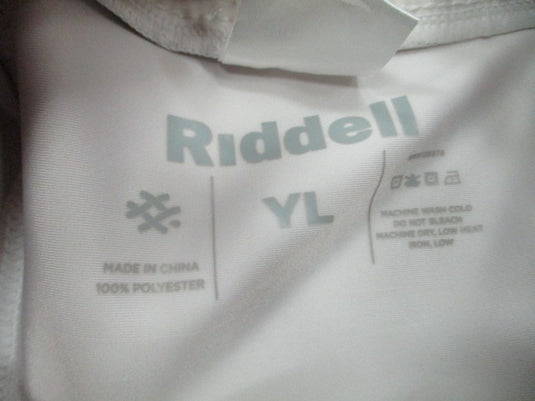 Riddell
MADE IN CHINA
100% POLYESTER
YL
MACHINE WASH COLD
DO NOT BLEACH
MACHINE DRY, LOW HEAT
IRON, LOW